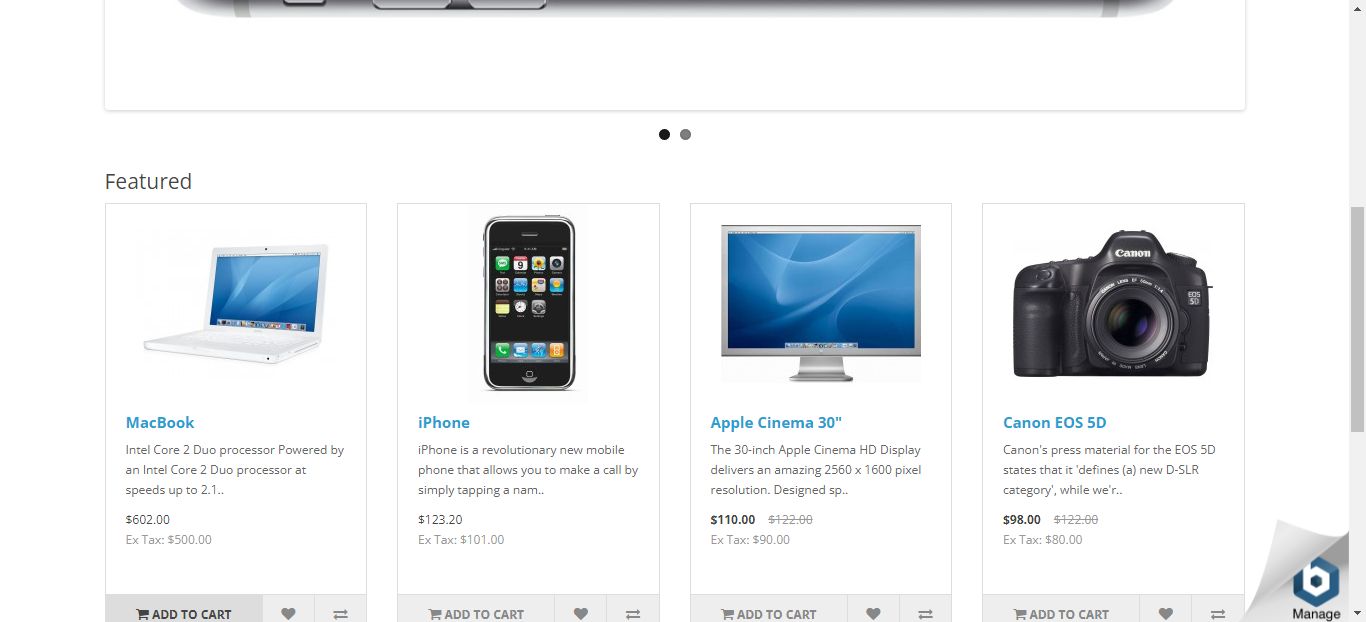 Featured
MacBook
Intel Core 2 Duo processor Powered by
an Intel Core 2 Duo processor at
speeds up to 2.1..
$602.00
Ex Tax: $500.00
ADD TO CART
iPhone
iPhone is a revolutionary new mobile
phone that allows you to make a call by
simply tapping a nam..
$123.20
Ex Tax: $101.00
ADD TO CART
Apple Cinema 30"
The 30-inch Apple Cinema HD Display
delivers an amazing 2560 x 1600 pixel
resolution. Designed sp..
$110.00 $122.00
Ex Tax: $90.00
ADD TO CART
Canon
EOS
5D
Canon EOS 5D
Canon's press material for the EOS 5D
states that it 'defines (a) new D-SLR
category', while we'r..
$98.00 $122.00
Ex Tax: $80.00
ADD TO CART
b
Manage